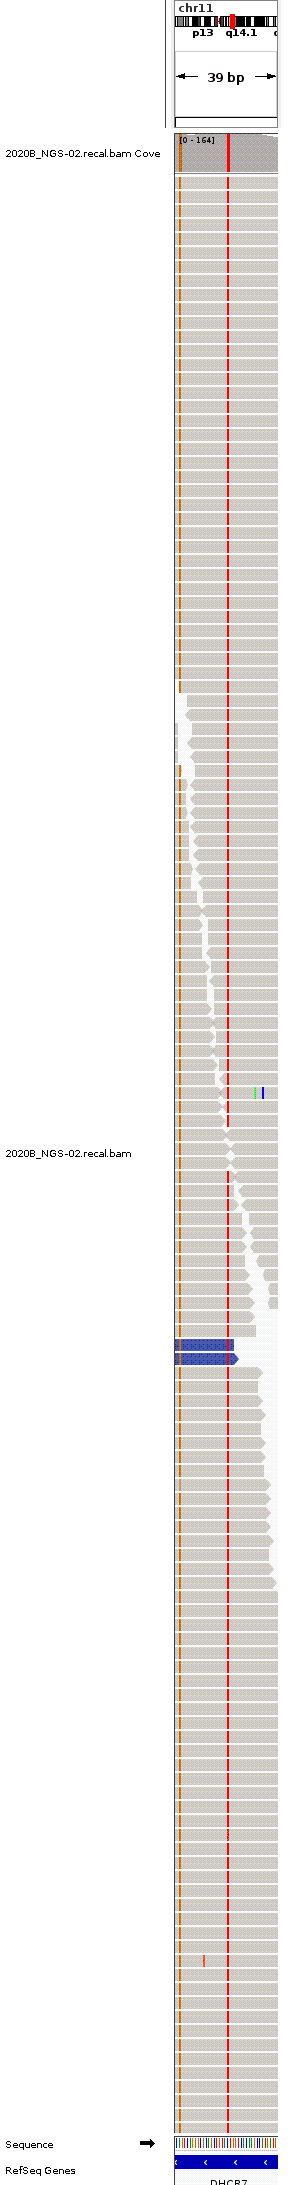 chr11
p13 q14.1
39 bp
[0 - 164]
2020B_NGS-02.recal.bam Cove
2020B_NGS-02.recal.bam
Sequence
RefSeq Genes
DHCR7